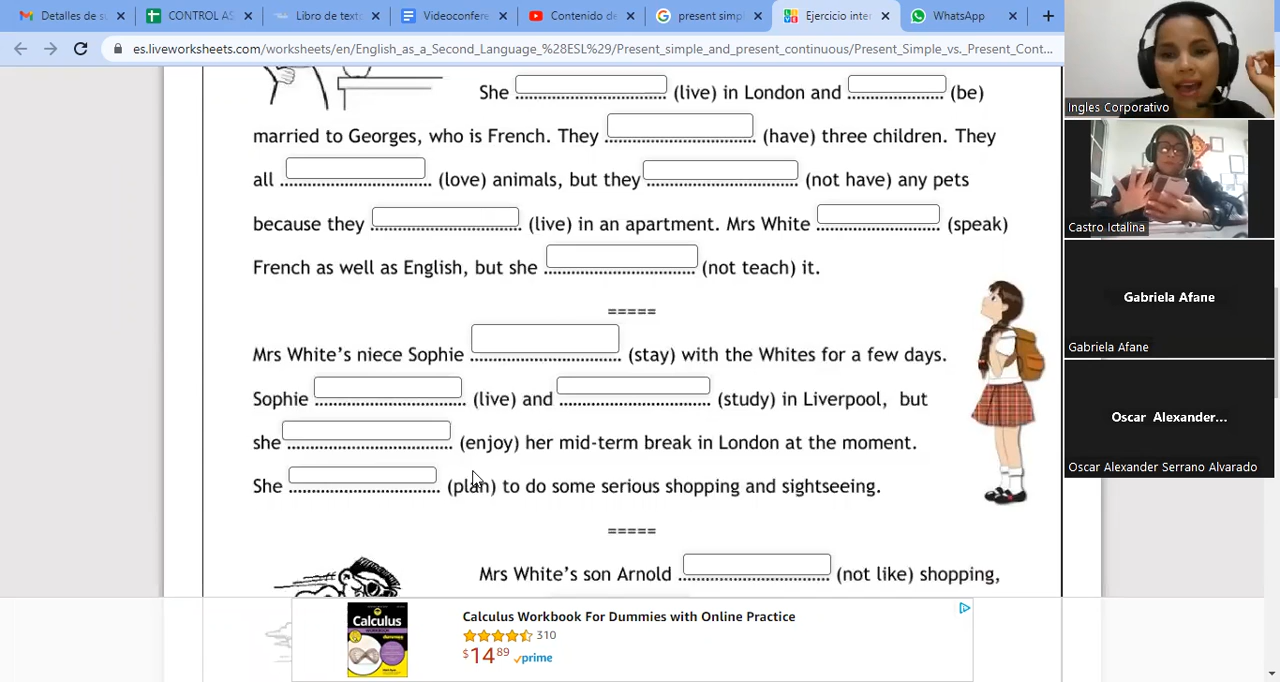 Detalles de su
CONTROL AS
Libro de texto
Videoconfere
Contenido de
present simpl
Ejercicio inter
WhatsApp
es.liveworksheets.com/worksheets/en/English_as_a_Second_Language_%28ESL%29/Present_simple_and_present_continuous/Present_Simple_vs._Present_Cont...
She (live) in London and (be)
married to Georges, who is French. They (have) three children. They
all (love) animals, but they (not have) any pets
because they (live) in an apartment. Mrs White (speak)
French as well as English, but she (not teach) it.
=====
Mrs White's niece Sophie (stay) with the Whites for a few days.
Sophie (live) and (study) in Liverpool, but
she (enjoy) her mid-term break in London at the moment.
She (plan) to do some serious shopping and sightseeing.
=====
Mrs White's son Arnold (not like) shopping,
Calculus
Calculus Workbook For Dummies with Online Practice
310
$14 89 prime
Ingles Corporativo
Castro Ictalina
Gabriela Afane
Gabriela Afane
Oscar Alexander...
Oscar Alexander Serrano Alvarado